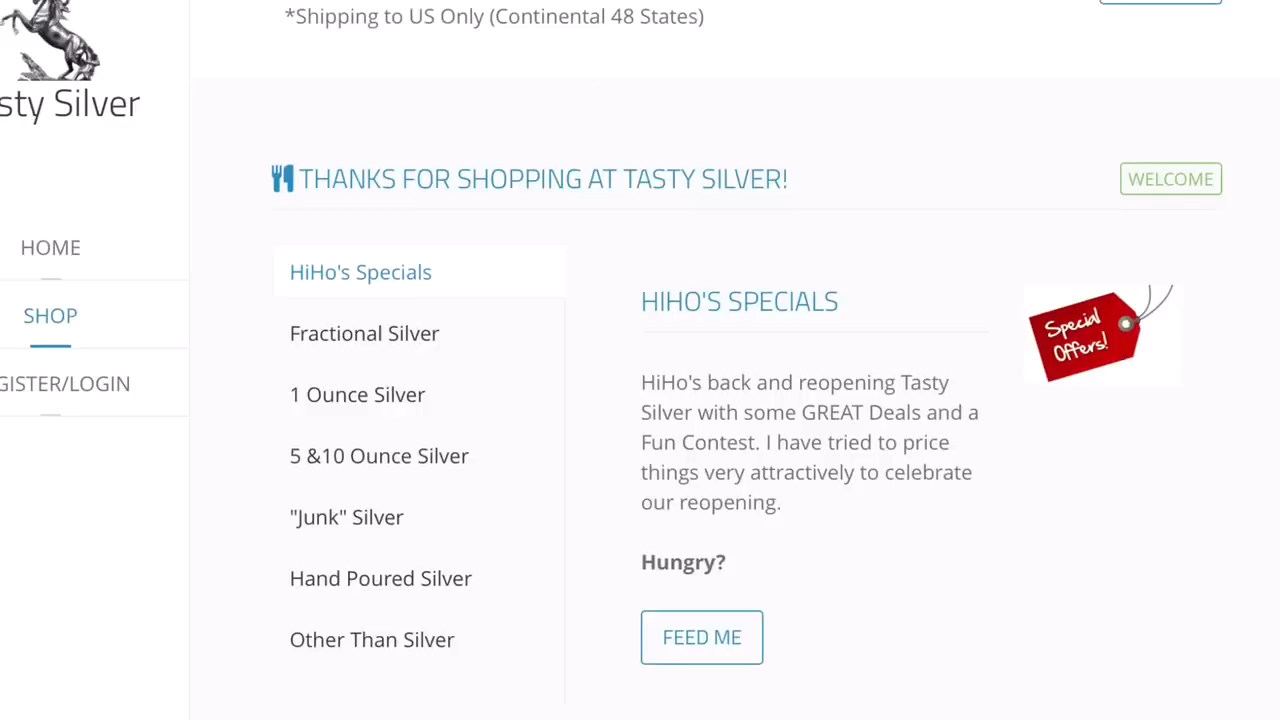 *Shipping to US Only (Continental 48 States)
sty Silver
THANKS FOR SHOPPING AT TASTY SILVER!
WELCOME
HOME
SHOP
GISTER/LOGIN
HiHo's Specials
Fractional Silver
1 Ounce Silver
5 &10 Ounce Silver
"Junk" Silver
Hand Poured Silver
Other Than Silver
HIHO'S SPECIALS
HiHo's back and reopening Tasty
Silver with some GREAT Deals and a
Fun Contest. I have tried to price
things very attractively to celebrate
our reopening.
Hungry?
FEED ME
Special
Offers!